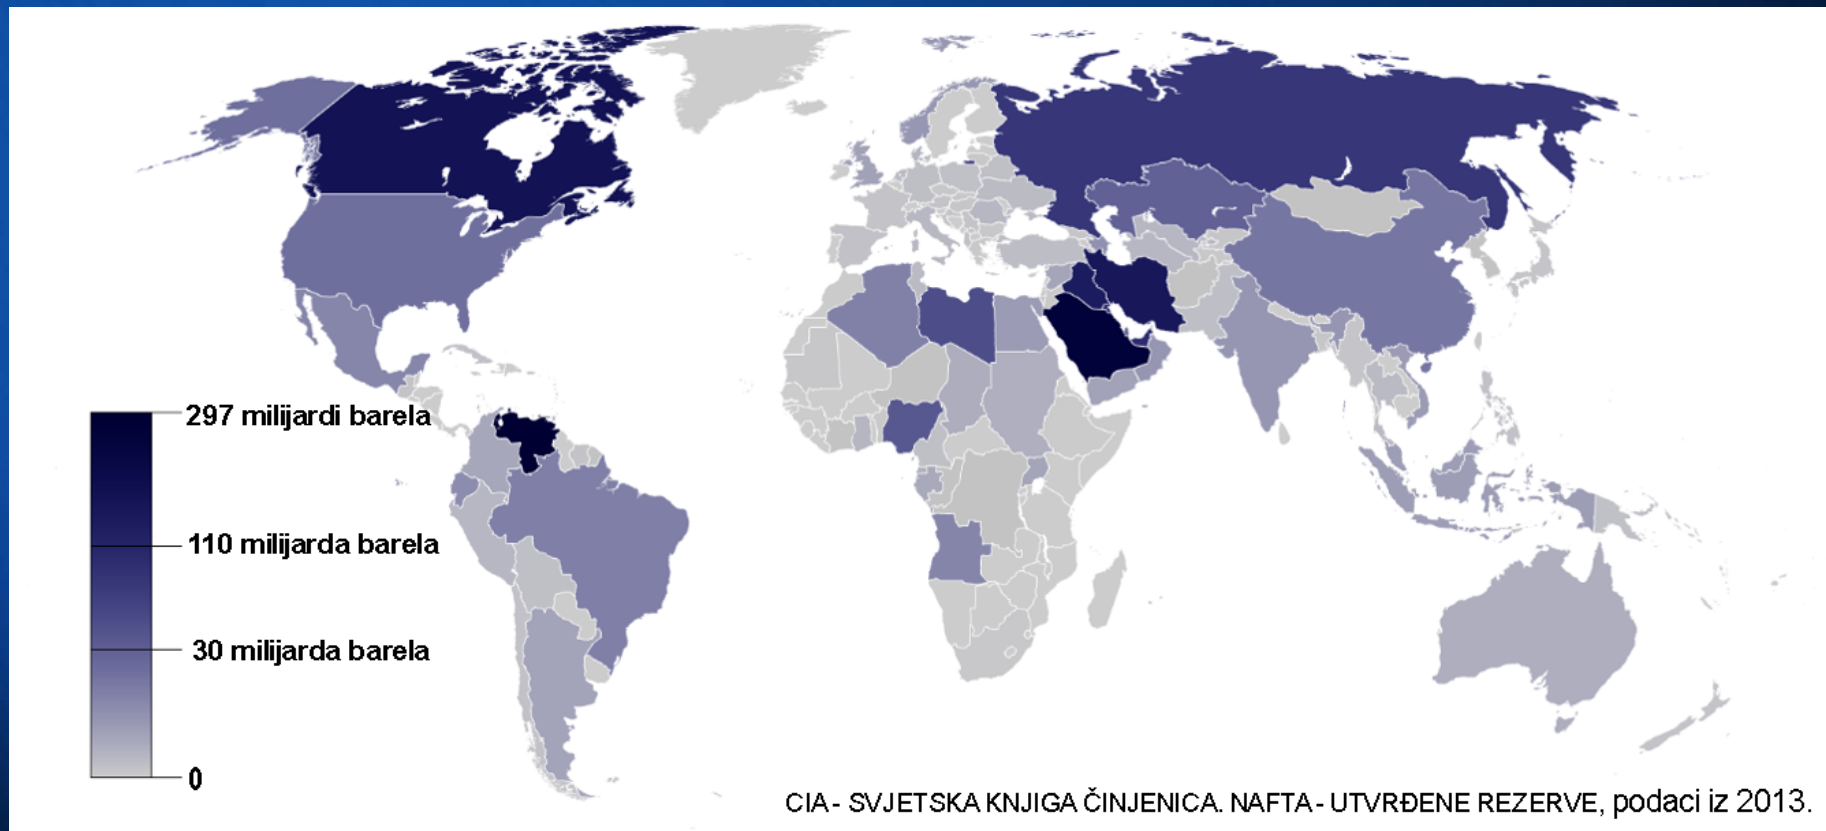 297 milijardi barela
110 milijarda barela
30 milijarda barela
0
CIA - SVJETSKA KNJIGA ČINJENICA. NAFTA - UTVRĐENE REZERVE, podaci iz 2013.